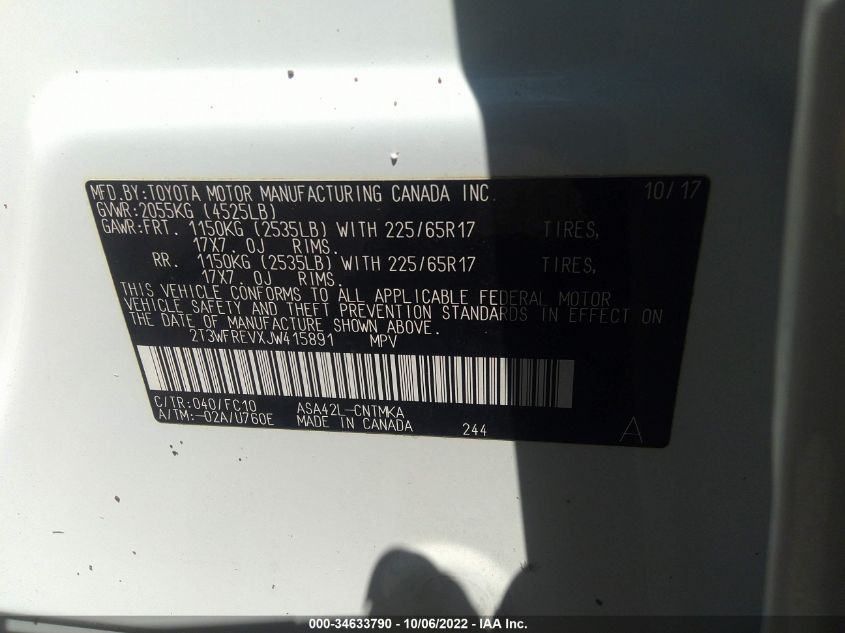 MFD.BY:TOYOTA MOTOR MANUFACTURING CANADA INC. 10/17
GVWR:2055KG (4525LB)
GAWR:FRT. 1150KG (2535LB) WITH 225/65R17 TIRES,
17X7.0J RIMS.
RR. 1150KG (2535LB) WITH 225/65R17 TIRES,
17X7.0J RIMS.
THIS VEHICLE CONFORMS TO ALL APPLICABLE FEDERAL MOTOR
VEHICLE SAFETY AND THEFT PREVENTION STANDARDS IN EFFECT ON
THE DATE OF MANUFACTURE SHOWN ABOVE.
2T3WFREVXJW415891 MPV
C/TR:040/FC10 ASA42L-CNTMKA
A/TM:-02A/U760E MADE IN CANADA 244 A
000-34633790 - 10/06/2022 - IAA Inc.